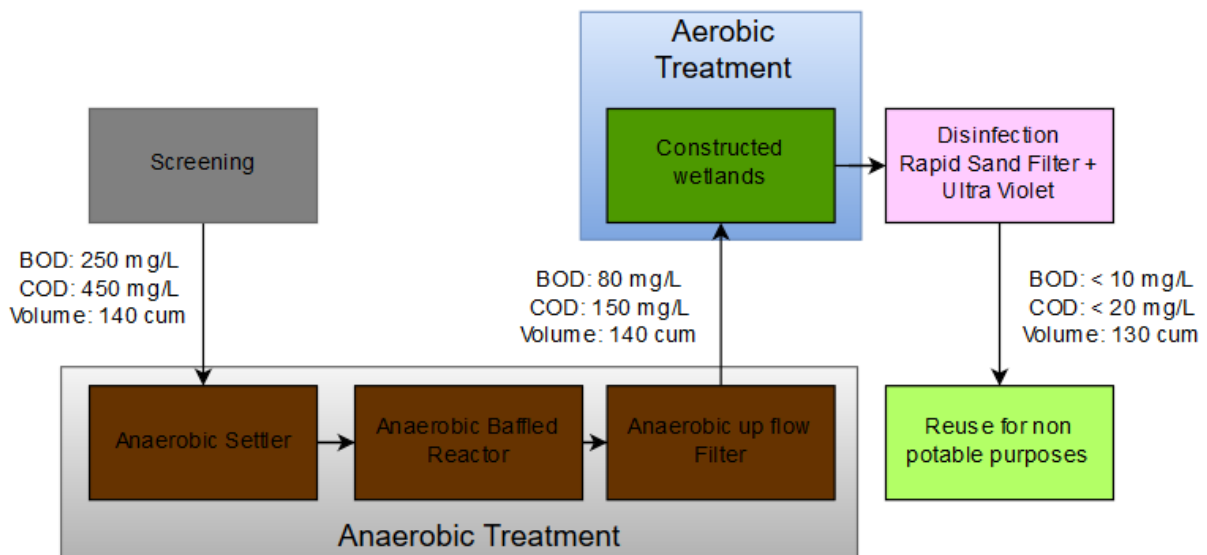 Aerobic
Treatment
Screening
Constructed
wetlands
Disinfection
Rapid Sand Filter +
Ultra Violet
BOD: 250 mg/L
COD: 450 mg/L
Volume: 140 cum
BOD: 80 mg/L
COD: 150 mg/L
Volume: 140 cum
BOD: < 10 mg/L
COD: < 20 mg/L
Volume: 130 cum
Anaerobic Settler
Anaerobic Baffled
Reactor
Anaerobic up flow
Filter
Reuse for non
potable purposes
Anaerobic Treatment